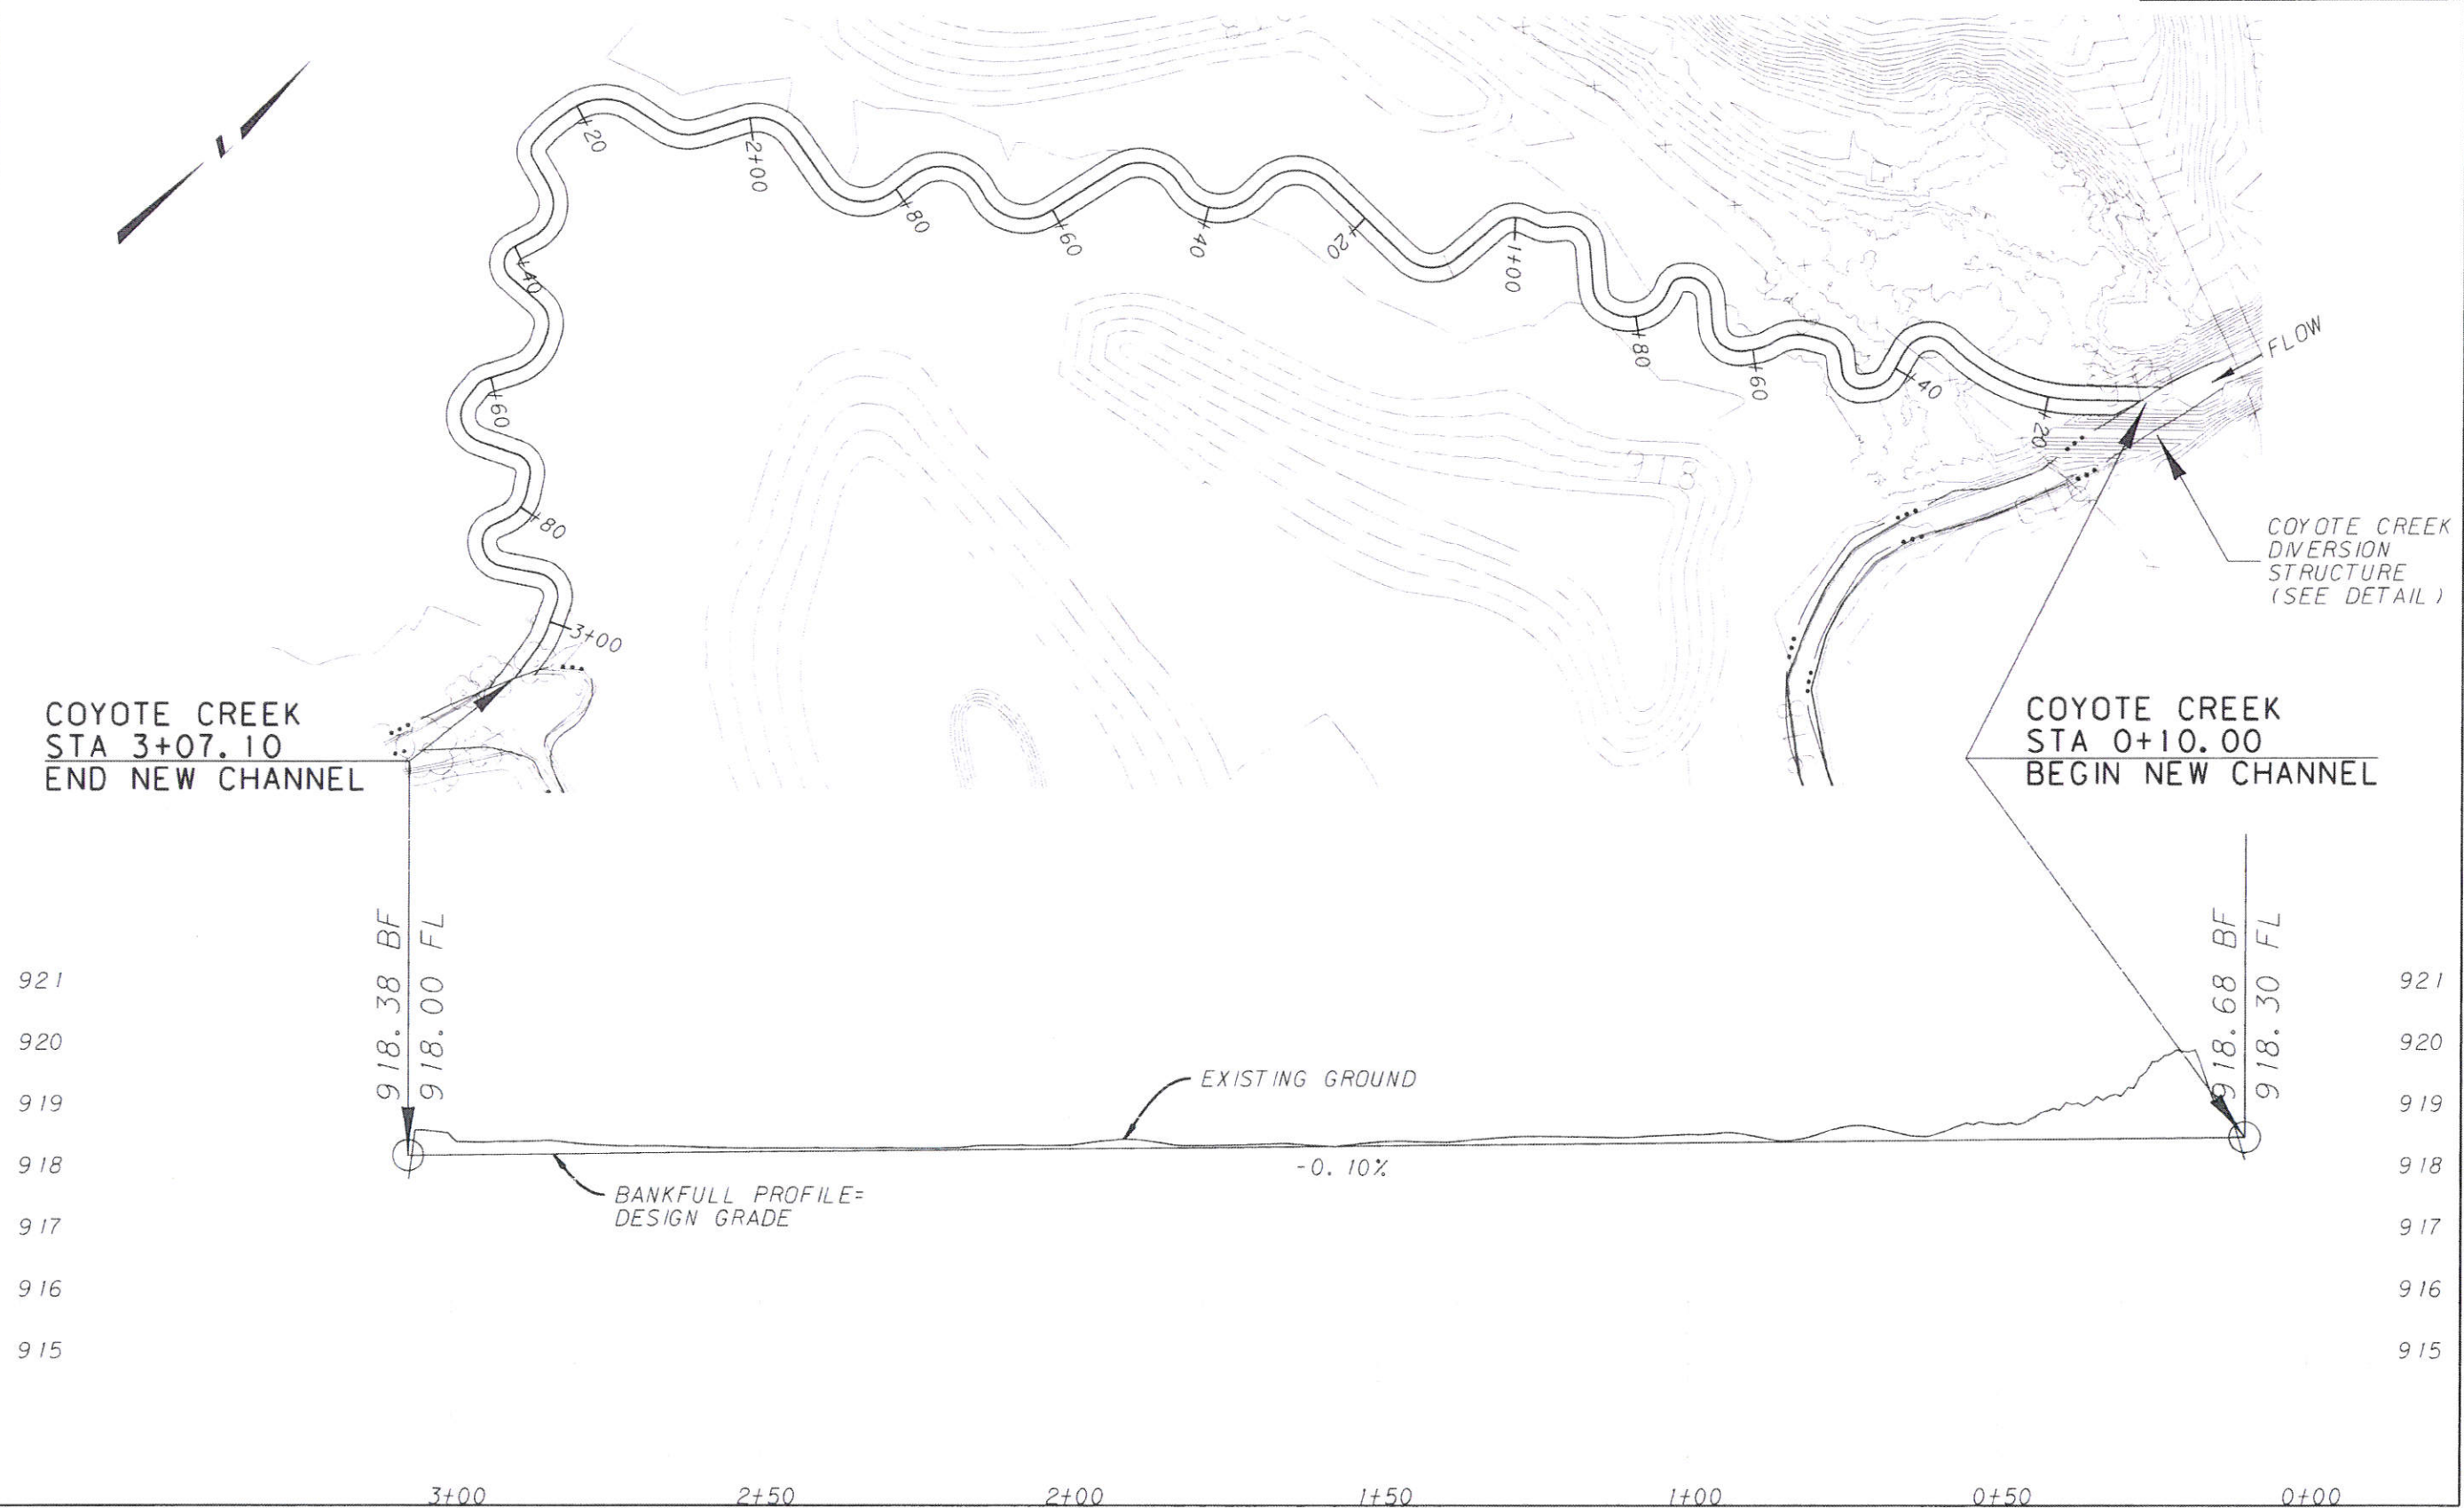 +20
2+00
+80
+60
+40
+20
1+00
+80
+60
+40
+20
FLOW
+40
+60
+80
3+00
COYOTE CREEK
DIVERSION
STRUCTURE
(SEE DETAIL)
COYOTE CREEK
STA 3+07.10
END NEW CHANNEL
COYOTE CREEK
STA 0+10.00
BEGIN NEW CHANNEL
918.38 BF
918.00 FL
918.68 BF
918.30 FL
921
920
919
918
917
916
915
EXISTING GROUND
-0.10%
BANKFULL PROFILE=
DESIGN GRADE
921
920
919
918
917
916
915
3+00
2+50
2+00
1+50
1+00
0+50
0+00